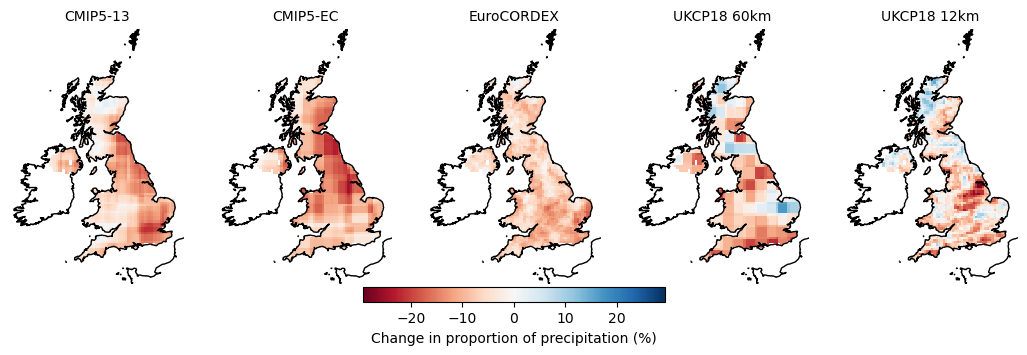 CMIP5-13
CMIP5-EC
EuroCORDEX
UKCP18 60km
UKCP18 12km
−20 −10 0 10 20
Change in proportion of precipitation (%)